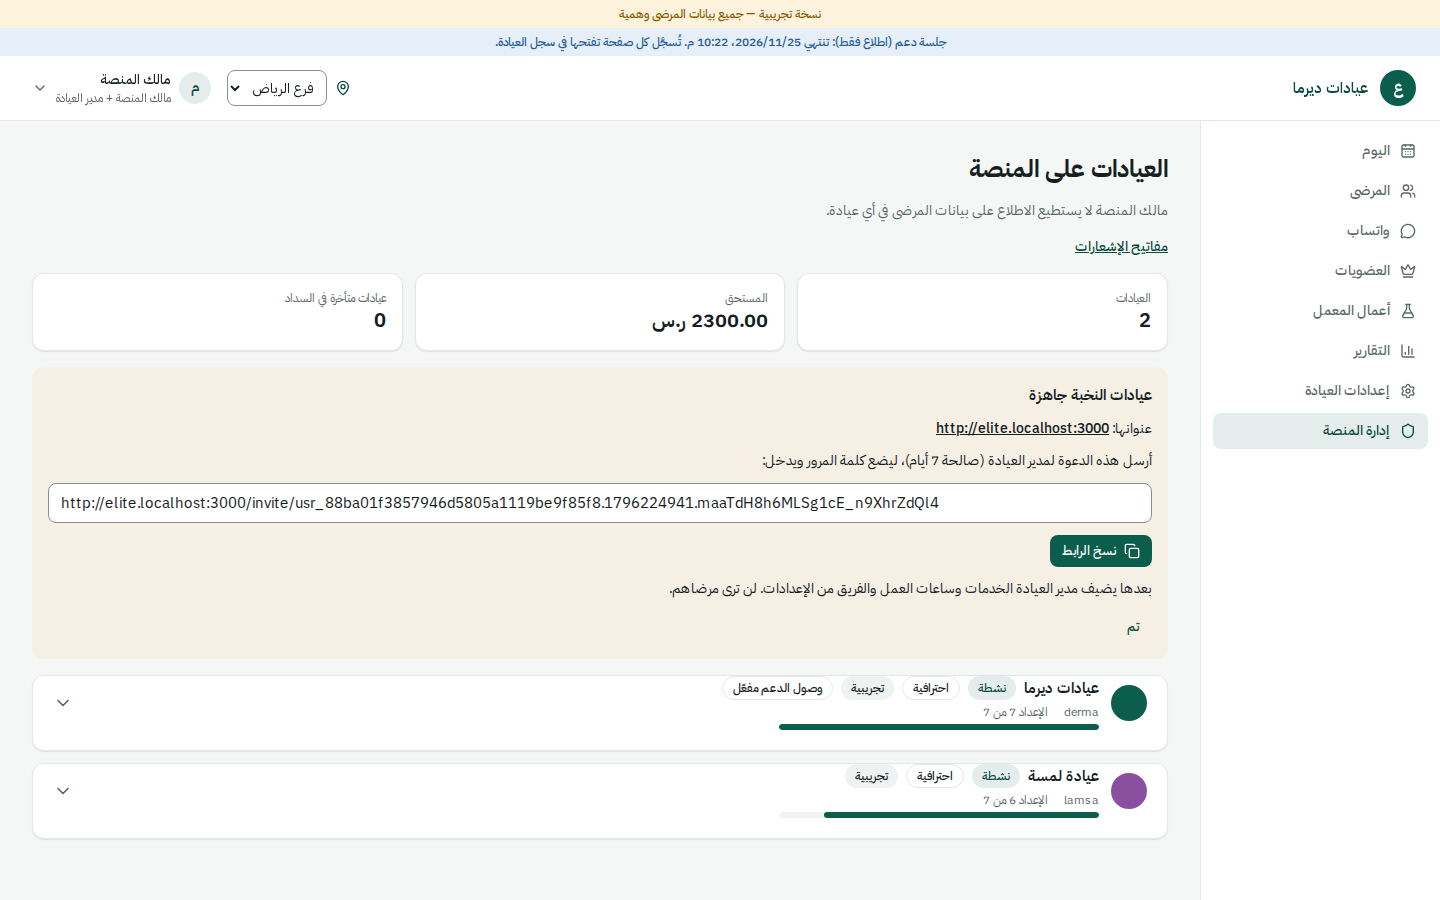 نسخة تجريبية — جميع بيانات المرضى وهمية
جلسة دعم (اطلاع فقط): تنتهي 2026/11/25، 10:22 م. تُسجَّل كل صفحة تفتحها في سجل العيادة.
ع
عيادات ديرما
فرع الرياض
م
مالك المنصة
مالك المنصة + مدير العيادة
اليوم
المرضى
واتساب
العضويات
أعمال المعمل
التقارير
إعدادات العيادة
إدارة المنصة
العيادات على المنصة
مالك المنصة لا يستطيع الاطلاع على بيانات المرضى في أي عيادة.
مفاتيح الإشعارات
العيادات
2
المستحق
2300.00 ر.س
عيادات متأخرة في السداد
0
عيادات النخبة جاهزة
عنوانها: http://elite.localhost:3000
أرسل هذه الدعوة لمدير العيادة (صالحة 7 أيام)، ليضع كلمة المرور ويدخل:
http://elite.localhost:3000/invite/usr_88ba01f3857946d5805a1119be9f85f8.1796224941.maaTdH8h6MLSg1cE_n9XhrZdQl4
نسخ الرابط
بعدها يضيف مدير العيادة الخدمات وساعات العمل والفريق من الإعدادات. لن ترى مرضاهم.
تم
عيادات ديرما نشطة احترافية تجريبية وصول الدعم مفعّل
derma الإعداد 7 من 7
عيادة لمسة نشطة احترافية تجريبية
lamsa الإعداد 6 من 7